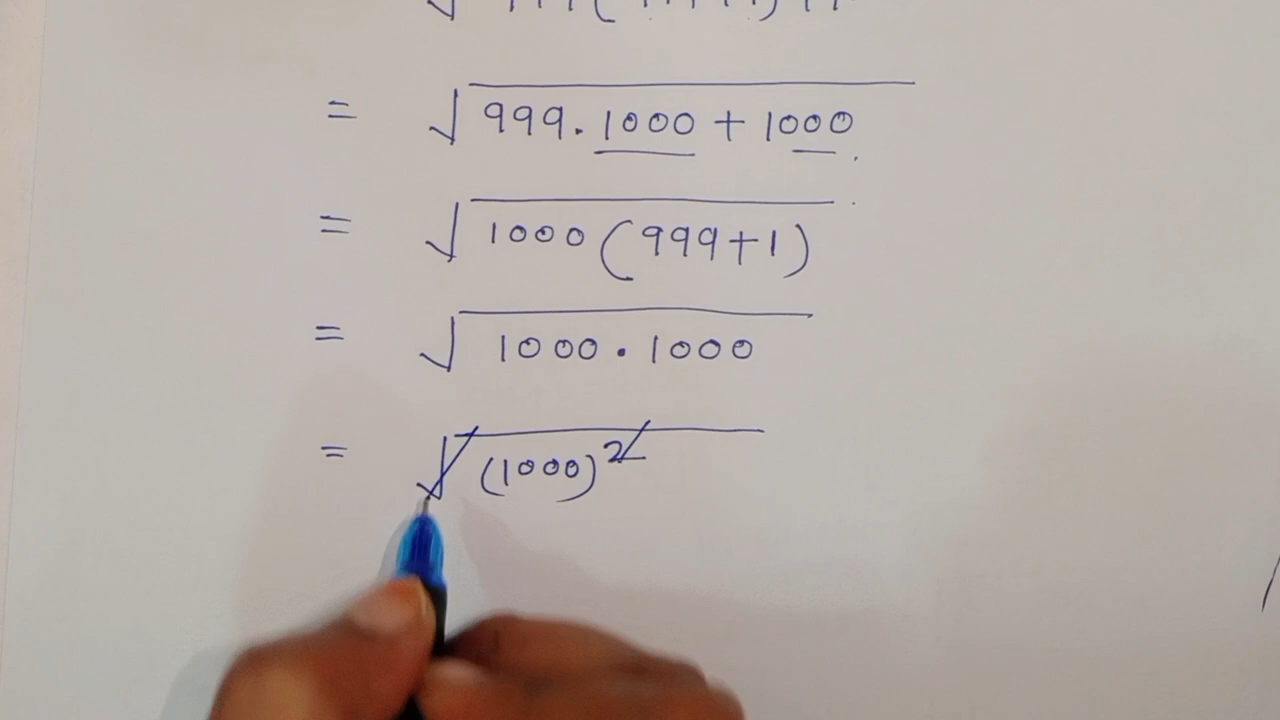 = √999.1000 + 1000
= √1000 (999+1)
= √1000 . 1000
= √(1000)²